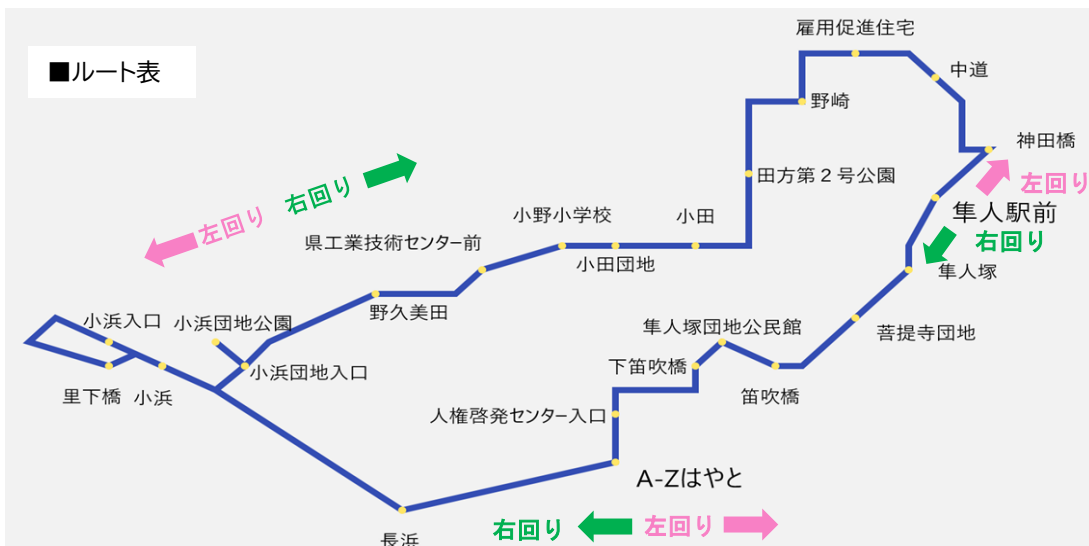 ■ルート表
雇用促進住宅
中道
野崎
神田橋
左回り
田方第２号公園
右回り
左回り
小野小学校
小田
隼人駅前
右回り
県工業技術センター前
小田団地
隼人塚
小浜入口
小浜団地公園
野久美田
隼人塚団地公民館
菩提寺団地
小浜団地入口
下笛吹橋
里下橋
小浜
笛吹橋
人権啓発センター入口
A-Zはやと
右回り
左回り
長浜